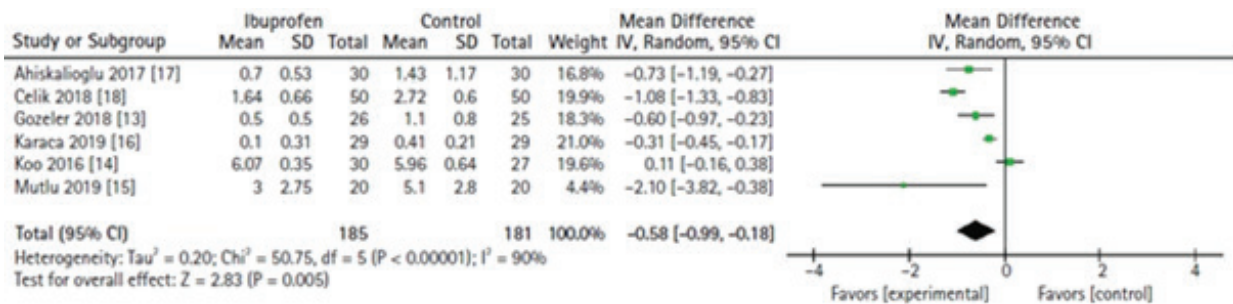 Ibuprofen Control Mean Difference Mean Difference
Study or Subgroup Mean SD Total Mean SD Total Weight IV, Random, 95% CI IV, Random, 95% CI
Ahiskalioglu 2017 [17] 0.7 0.53 30 1.43 1.17 30 16.8% −0.73 [−1.19, −0.27]
Celik 2018 [18] 1.64 0.66 50 2.72 0.6 50 19.9% −1.08 [−1.33, −0.83]
Gozeler 2018 [13] 0.5 0.5 26 1.1 0.8 25 18.3% −0.60 [−0.97, −0.23]
Karaca 2019 [16] 0.1 0.31 29 0.41 0.21 29 21.0% −0.31 [−0.45, −0.17]
Koo 2016 [14] 6.07 0.35 30 5.96 0.64 27 19.6% 0.11 [−0.16, 0.38]
Mutlu 2019 [15] 3 2.75 20 5.1 2.8 20 4.4% −2.10 [−3.82, −0.38]
Total (95% CI) 185 181 100.0% −0.58 [−0.99, −0.18]
Heterogeneity: Tau² = 0.20; Chi² = 50.75, df = 5 (P < 0.00001); I² = 90%
Test for overall effect: Z = 2.83 (P = 0.005)
−4 −2 0 2 4
Favors [experimental] Favors [control]